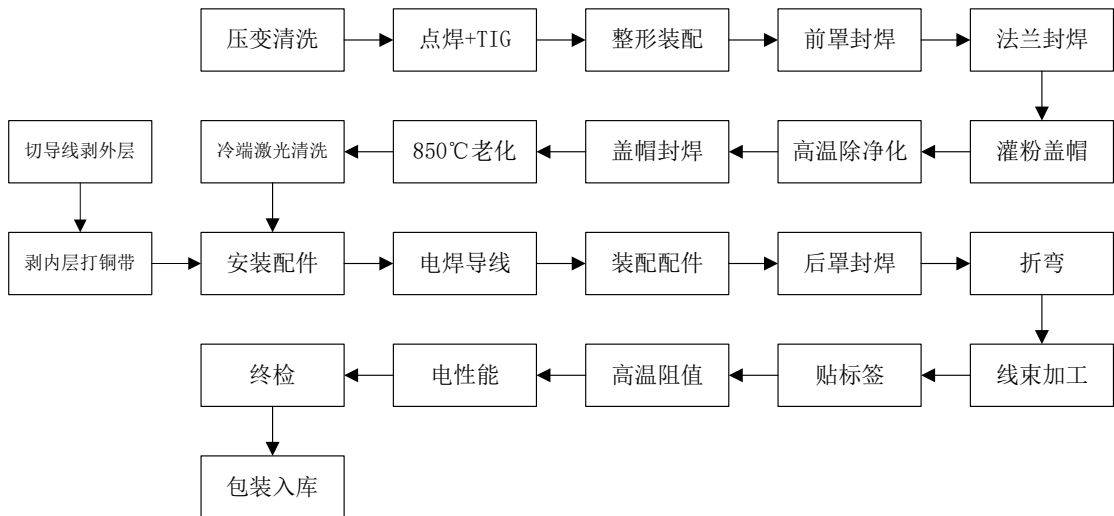 压变清洗
点焊+TIG
整形装配
前罩封焊
法兰封焊
切导线剥外层
冷端激光清洗
850℃老化
盖帽封焊
高温除净化
灌粉盖帽
剥内层打铜带
安装配件
电焊导线
装配配件
后罩封焊
折弯
终检
电性能
高温阻值
贴标签
线束加工
包装入库